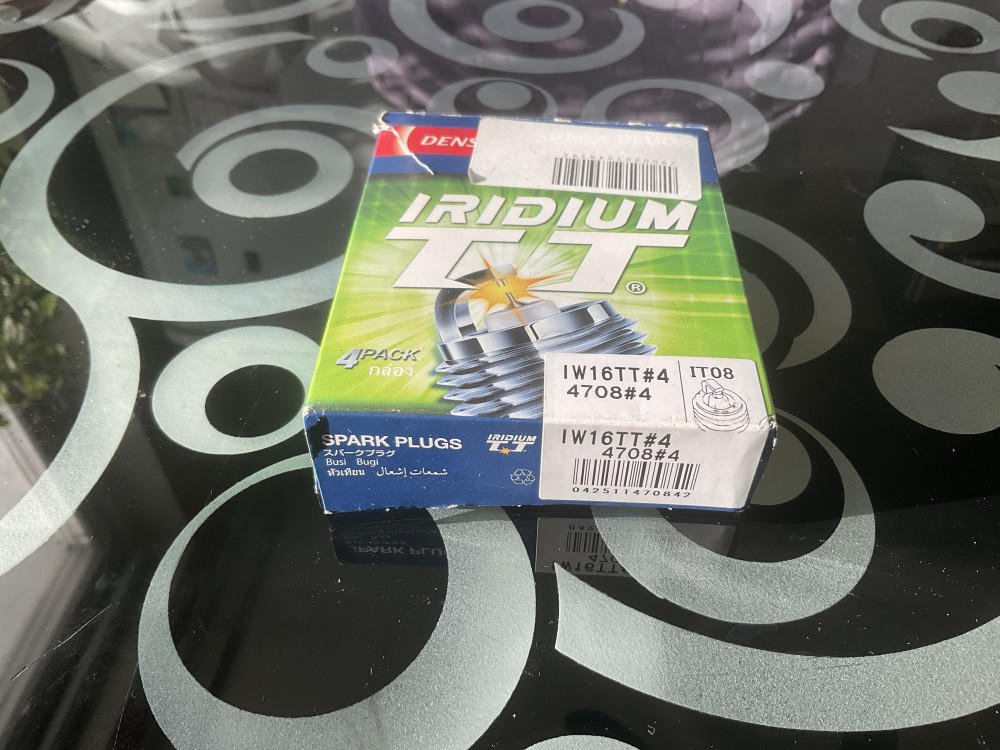 DENS
SPARK PLUGS
IRIDIUM
TT®
4PACK
กล่อง
IW16TT#4
4708#4
IT08
SPARK PLUGS
スパークプラグ
Busi Bugi
หัวเทียน شمعات إشعال
IRIDIUM
TT
IW16TT#4
4708#4
042511470842